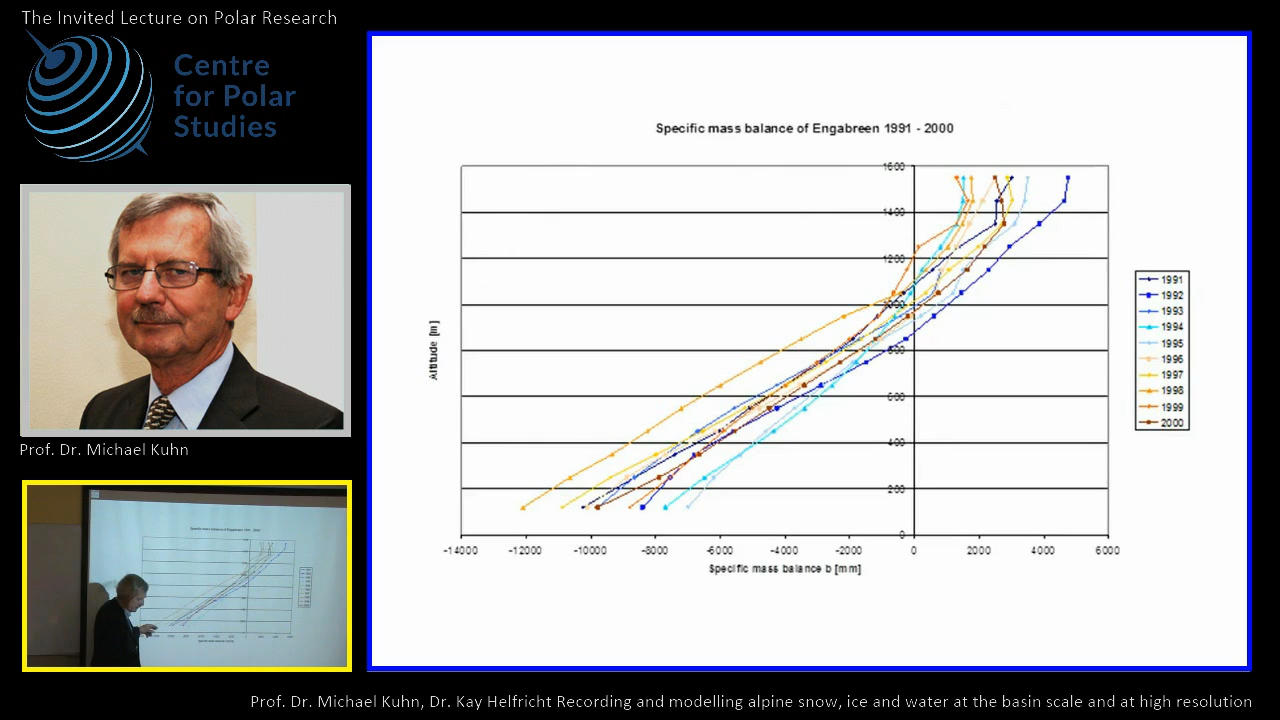 The Invited Lecture on Polar Research
Centre
for Polar
Studies
Prof. Dr. Michael Kuhn
Specific mass balance of Engabreen 1991 - 2000
Altitude [m]
1600
1400
1200
1000
800
600
400
200
0
-14000 -12000 -10000 -8000 -6000 -4000 -2000 0 2000 4000 6000
Specific mass balance b [mm]
1991
1992
1993
1994
1995
1996
1997
1998
1999
2000
Prof. Dr. Michael Kuhn, Dr. Kay Helfricht Recording and modelling alpine snow, ice and water at the basin scale and at high resolution